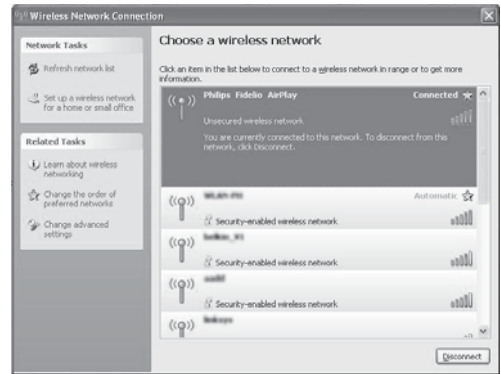 Wireless Network Connection
Network Tasks
Refresh network list
Set up a wireless network
for a home or small office
Related Tasks
Learn about wireless
networking
Change the order of
preferred networks
Change advanced
settings
Choose a wireless network
Click an item in the list below to connect to a wireless network in range or to get more
information.
Philips Fidelio AirPlay Connected
Unsecured wireless network
You are currently connected to this network. To disconnect from this
network, click Disconnect.
Automatic
Security-enabled wireless network
Security-enabled wireless network
Security-enabled wireless network
Disconnect